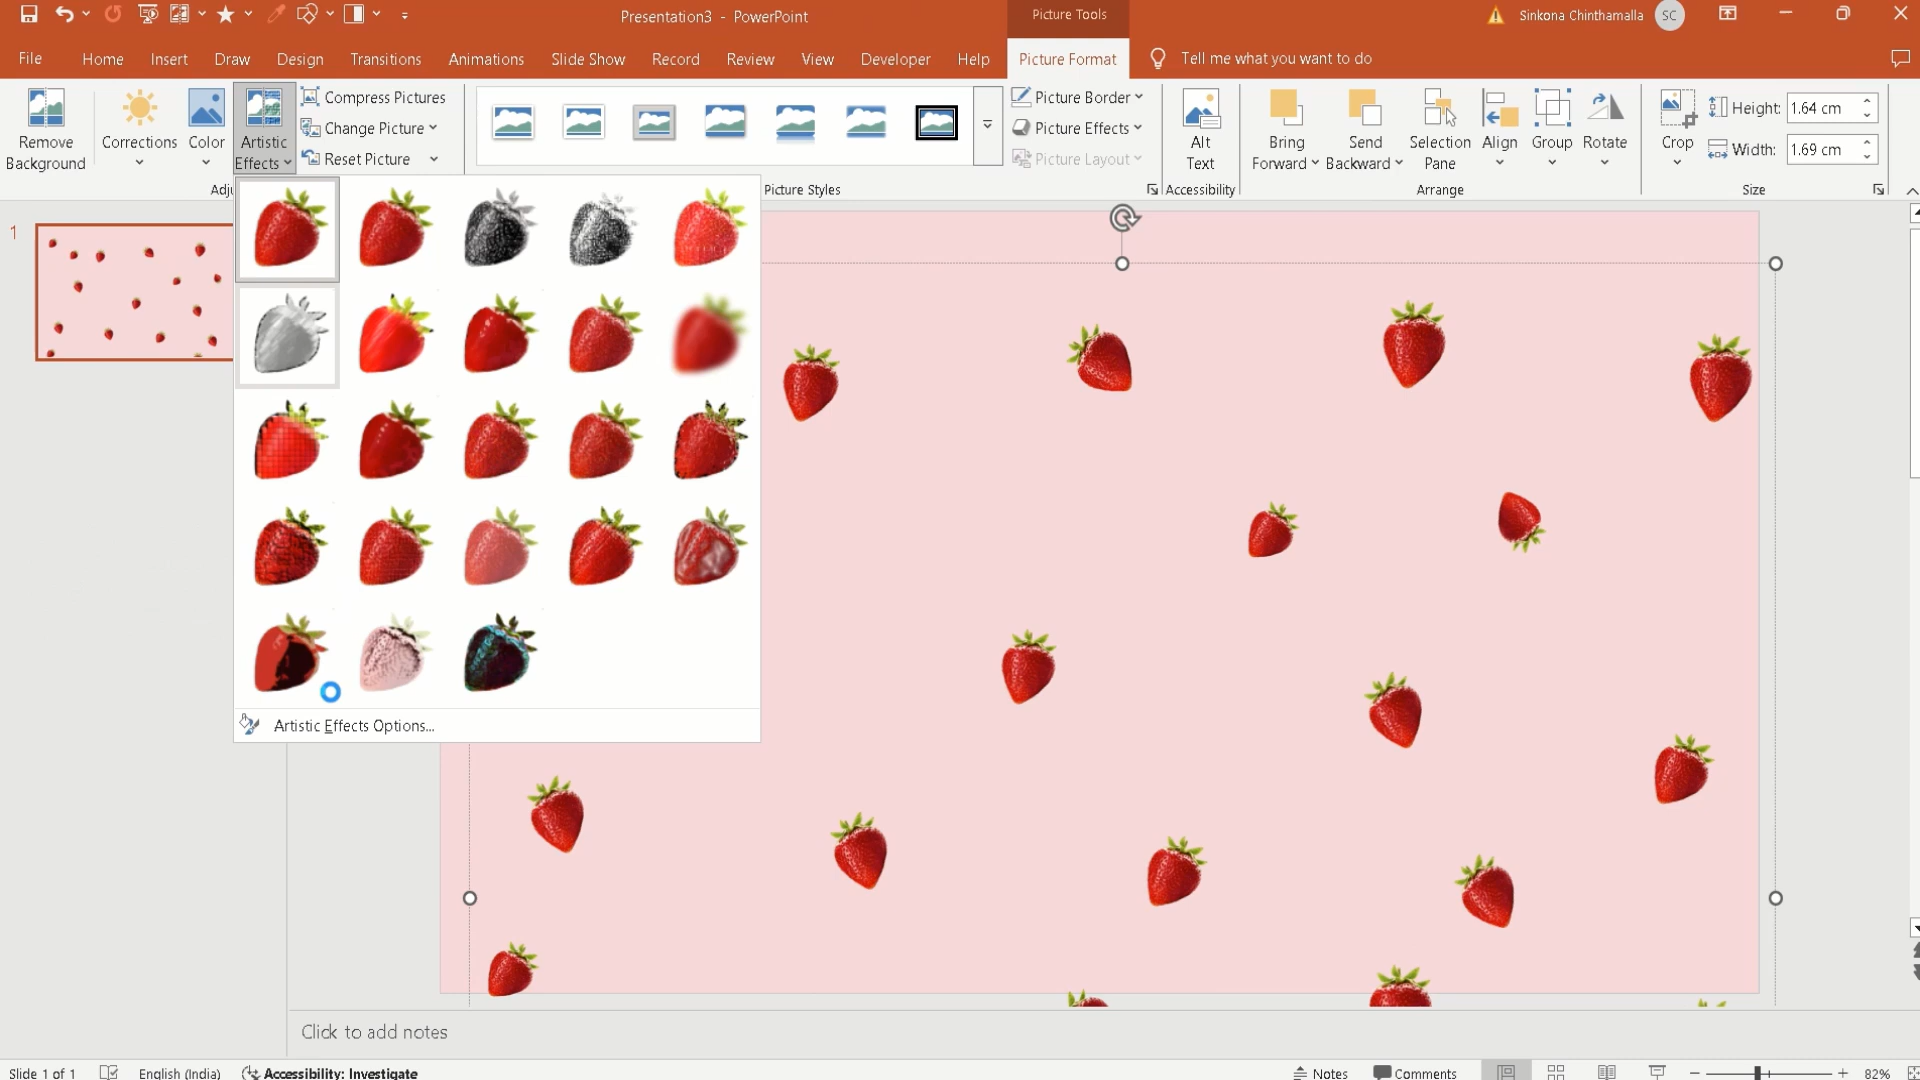 Presentation3 - PowerPoint
Picture Tools
Sinkona Chinthamalla
SC
File
Home
Insert
Draw
Design
Transitions
Animations
Slide Show
Record
Review
View
Developer
Help
Picture Format
Tell me what you want to do
Remove
Background
Corrections
Color
Artistic
Effects
Compress Pictures
Change Picture
Reset Picture
Adju
Picture Border
Picture Effects
Picture Layout
Picture Styles
Alt
Text
Accessibility
Bring
Forward
Send
Backward
Selection
Pane
Align
Group
Rotate
Arrange
Crop
Height: 1.64 cm
Width: 1.69 cm
Size
1
Artistic Effects Options...
Click to add notes
Slide 1 of 1
English (India)
Accessibility: Investigate
Notes
Comments
82%